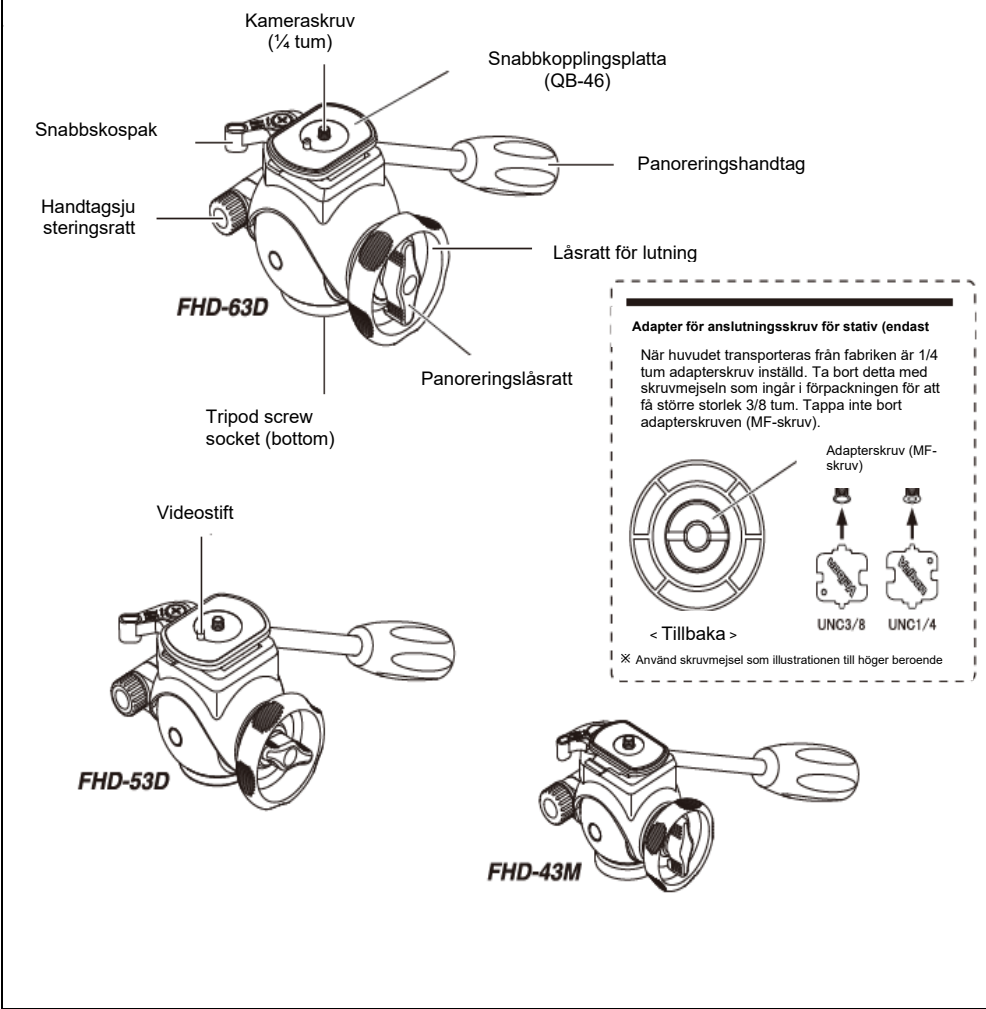 Kameraskruv
(¼ tum)
Snabbkopplingsplatta
(QB-46)
Snabbskospak
Panoreringshandtag
Handtagsju
steringsratt
Låsratt för lutning
FHD-63D
Panoreringslåsratt
Tripod screw
socket (bottom)
Adapter för anslutningsskruv för stativ (endast
När huvudet transporteras från fabriken är 1/4
tum adapterskruv inställd. Ta bort detta med
skruvmejseln som ingår i förpackningen för att
få större storlek 3/8 tum. Tappa inte bort
adapterskruven (MF-skruv).
Adapterskruv (MF-
skruv)
Velbon
Velbon
UNC3/8
UNC1/4
< Tillbaka >
※ Använd skruvmejsel som illustrationen till höger beroende
Videostift
FHD-53D
FHD-43M